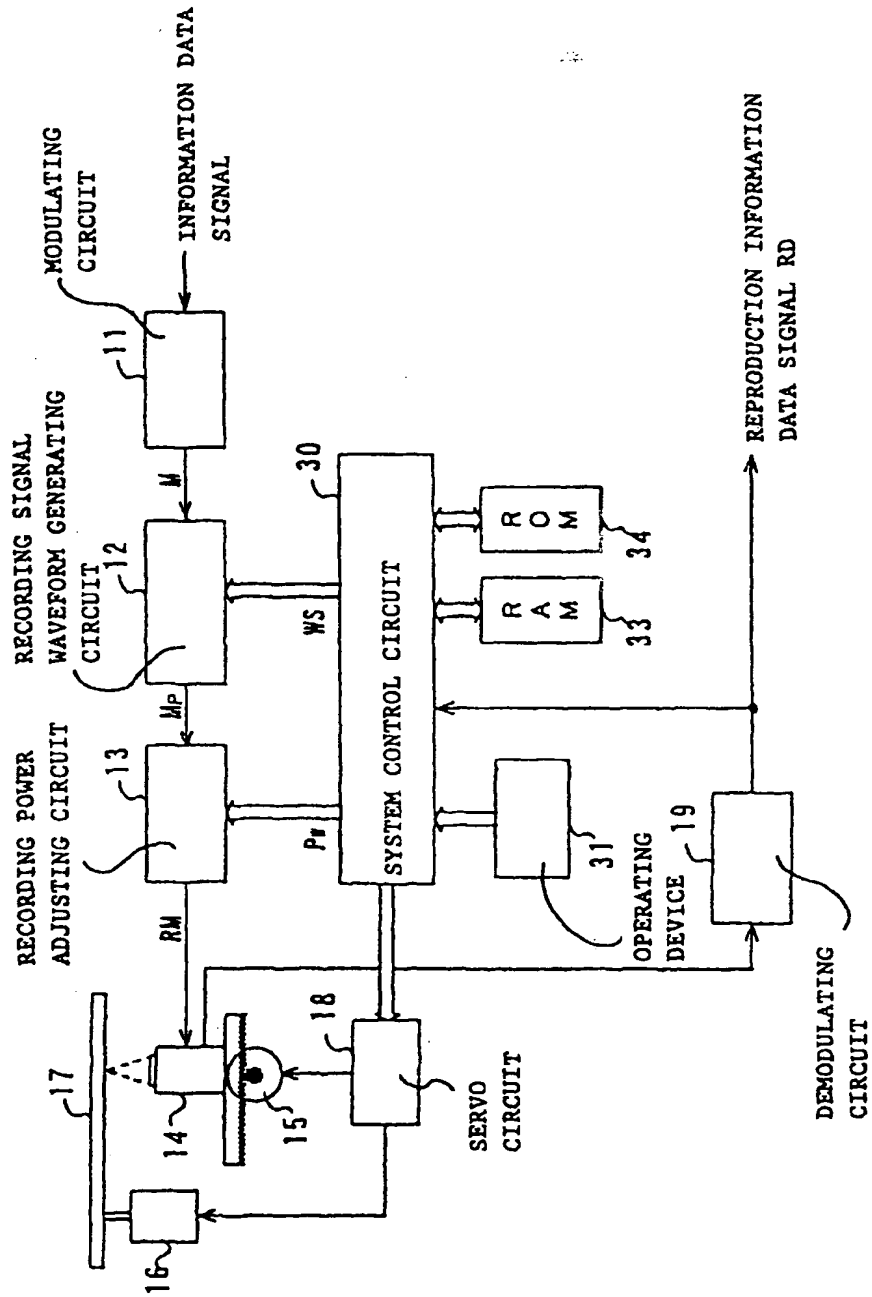 17
16
14
15
18
SERVO
CIRCUIT
RECORDING POWER
ADJUSTING CIRCUIT
13
RM
PW
RECORDING SIGNAL
WAVEFORM GENERATING
CIRCUIT
12
MP
WS
MODULATING
CIRCUIT
11
M
INFORMATION DATA
SIGNAL
SYSTEM CONTROL CIRCUIT
30
OPERATING
DEVICE
31
RAM
33
ROM
34
19
DEMODULATING
CIRCUIT
REPRODUCTION INFORMATION
DATA SIGNAL RD